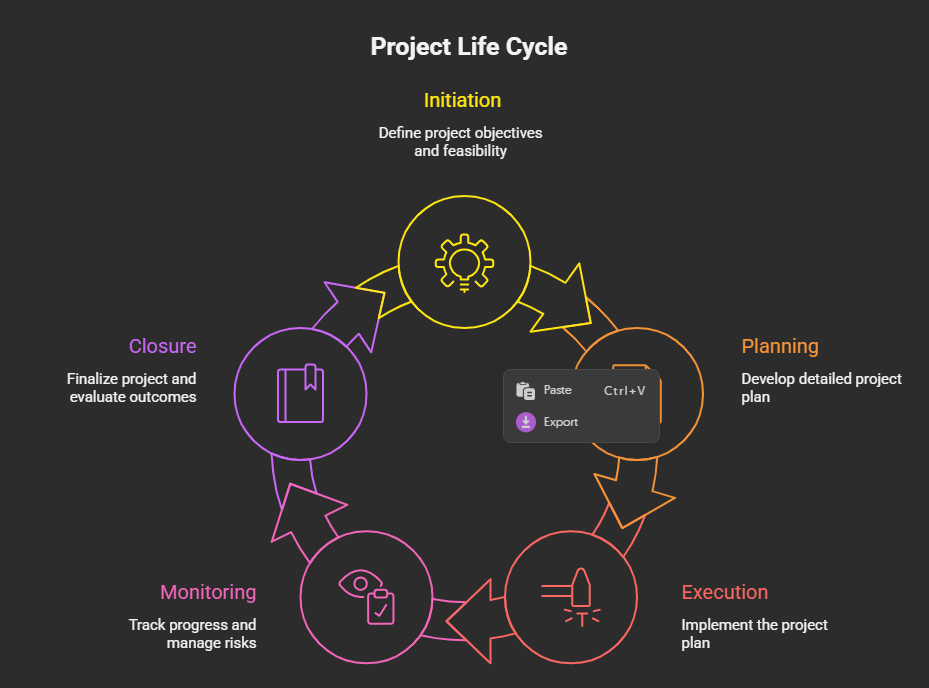 Project Life Cycle
Initiation
Define project objectives
and feasibility
Closure
Finalize project and
evaluate outcomes
Planning
Develop detailed project
plan
Paste Ctrl+V
Export
Monitoring
Track progress and
manage risks
Execution
Implement the project
plan